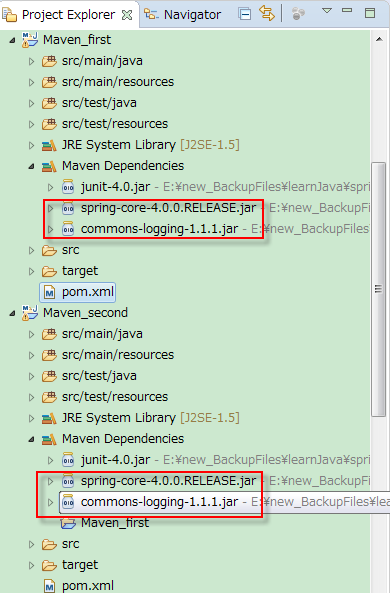 Project Explorer Navigator
Maven_first
src/main/java
src/main/resources
src/test/java
src/test/resources
JRE System Library [J2SE-1.5]
Maven Dependencies
junit-4.0.jar - E:¥new_BackupFiles¥learnJava¥spri
spring-core-4.0.0.RELEASE.jar - E:¥new_Backup
commons-logging-1.1.1.jar - E:¥new_BackupFiles
src
target
pom.xml
Maven_second
src/main/java
src/main/resources
src/test/java
src/test/resources
JRE System Library [J2SE-1.5]
Maven Dependencies
junit-4.0.jar - E:¥new_BackupFiles¥learnJava¥spri
spring-core-4.0.0.RELEASE.jar - E:¥new_Backup
commons-logging-1.1.1.jar - E:¥new_BackupFiles¥lea
Maven_first
src
target
pom.xml